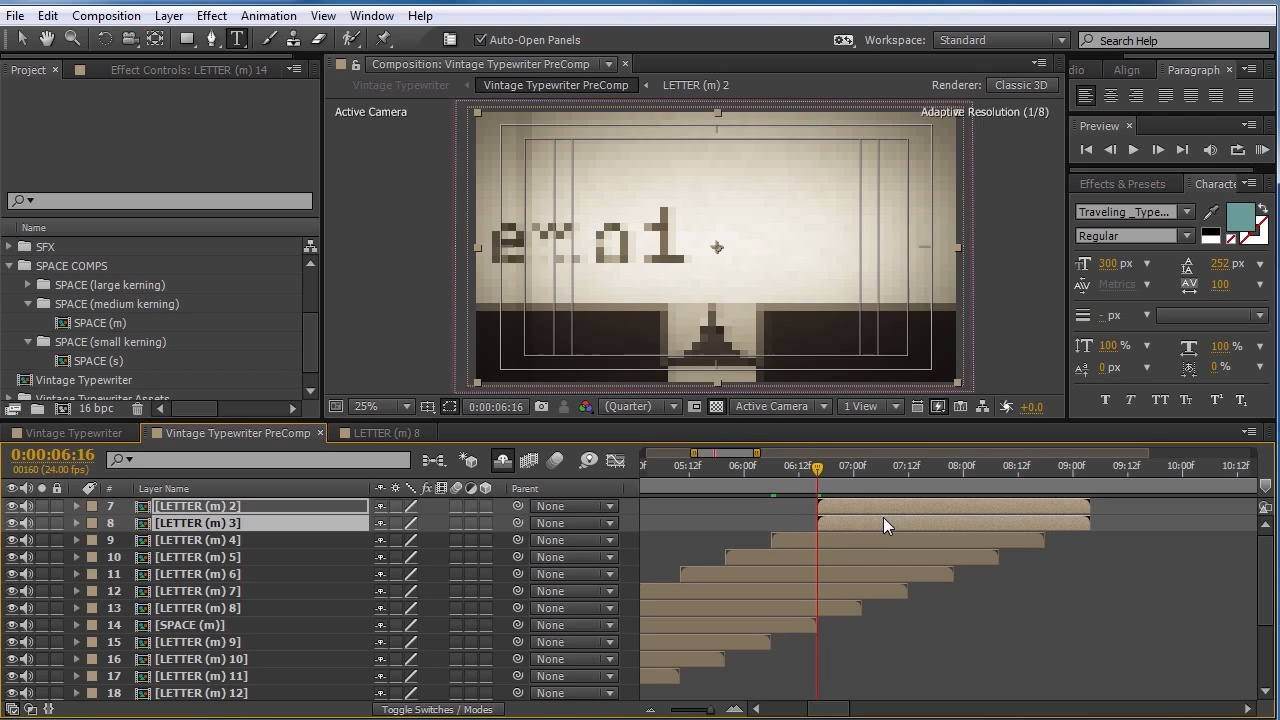 File Edit Composition Layer Effect Animation View Window Help
Auto-Open Panels Workspace: Standard Search Help
Project Effect Controls: LETTER (m) 14
Name
SFX
SPACE COMPS
SPACE (large kerning)
SPACE (medium kerning)
SPACE (m)
SPACE (small kerning)
SPACE (s)
Vintage Typewriter
Vintage Typewriter Assets
16 bpc
Composition: Vintage Typewriter PreComp
Vintage Typewriter Vintage Typewriter PreComp LETTER (m) 2 Renderer: Classic 3D
Active Camera Adaptive Resolution (1/8)
25% 0:00:06:16 (Quarter) Active Camera 1 View +0.0
dio Align Paragraph
Preview
Effects & Presets Characte
Traveling _Type...
Regular
300 px 252 px
Metrics 100
- px
100 % 100 %
0 px 0 %
T T TT Tt T¹ T₁
Vintage Typewriter Vintage Typewriter PreComp LETTER (m) 8
0:00:06:16
00160 (24.00 fps)
0f 05:12f 06:00f 06:12f 07:00f 07:12f 08:00f 08:12f 09:00f 09:12f 10:00f 10:12f
# Layer Name fx Parent
7 [LETTER (m) 2] None
8 [LETTER (m) 3] None
9 [LETTER (m) 4] None
10 [LETTER (m) 5] None
11 [LETTER (m) 6] None
12 [LETTER (m) 7] None
13 [LETTER (m) 8] None
14 [SPACE (m)] None
15 [LETTER (m) 9] None
16 [LETTER (m) 10] None
17 [LETTER (m) 11] None
18 [LETTER (m) 12] None
Toggle Switches / Modes